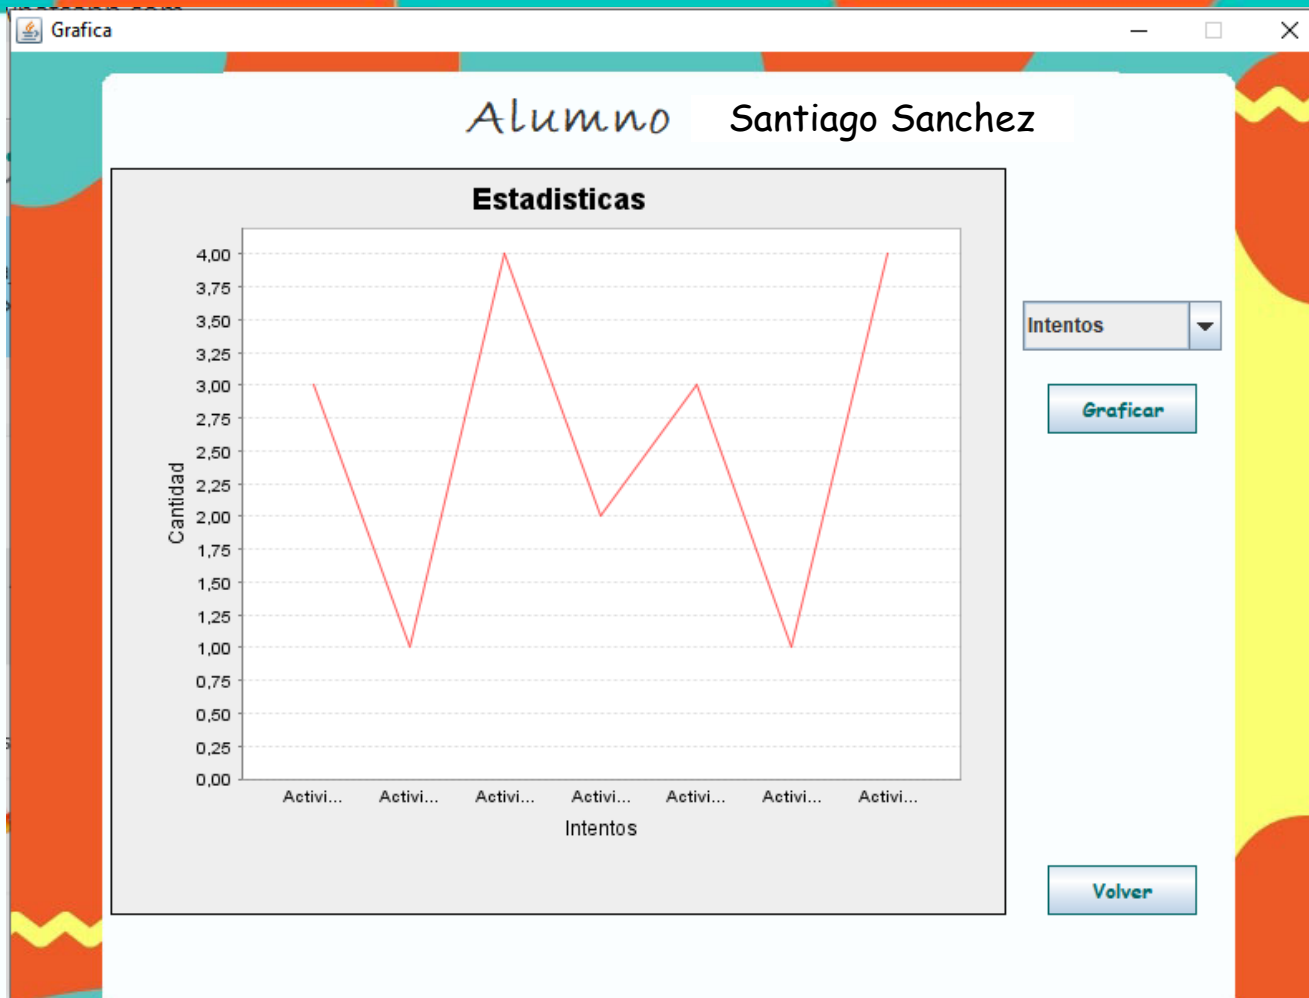 Grafica
Alumno Santiago Sanchez
Estadisticas
4,00
3,75
3,50
3,25
3,00
2,75
2,50
2,25
2,00
1,75
1,50
1,25
1,00
0,75
0,50
0,25
0,00
Cantidad
Activi... Activi... Activi... Activi... Activi... Activi... Activi...
Intentos
Intentos
Graficar
Volver